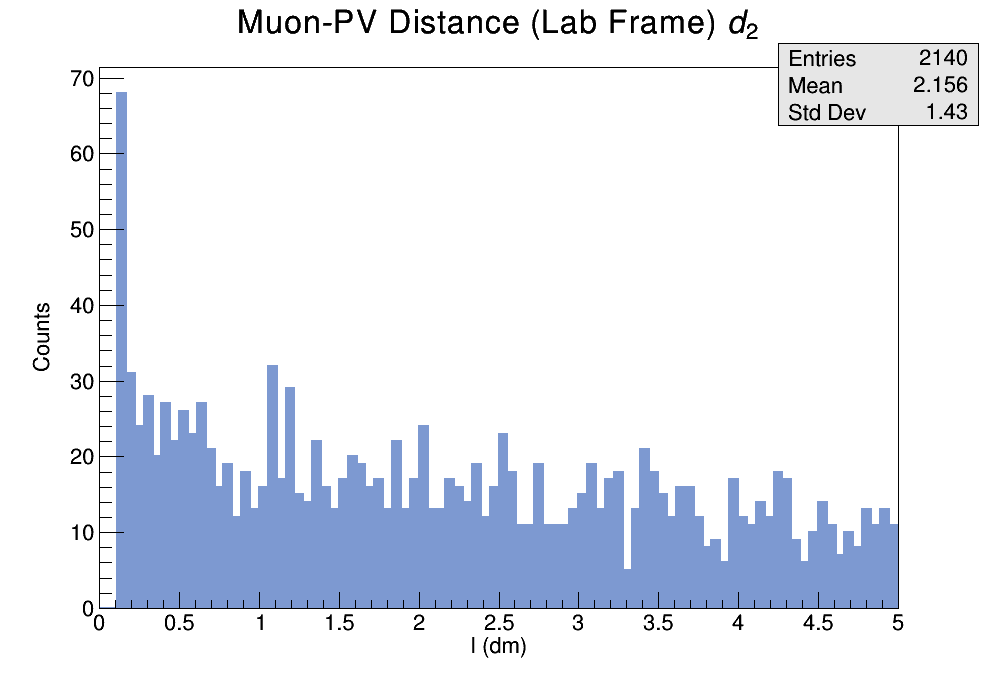 Muon-PV Distance (Lab Frame) d₂
Entries 2140
Mean 2.156
Std Dev 1.43
70
60
50
40
30
20
10
0
Counts
0 0.5 1 1.5 2 2.5 3 3.5 4 4.5 5
l (dm)